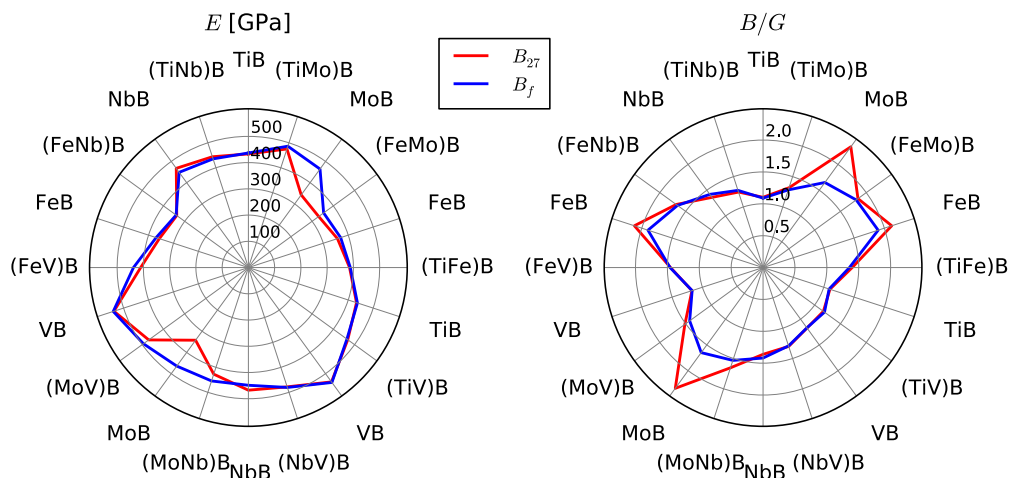 E [GPa]
TiB
(TiNb)B
(TiMo)B
NbB
MoB
(FeNb)B
(FeMo)B
FeB
FeB
(FeV)B
(TiFe)B
VB
TiB
(MoV)B
(TiV)B
MoB
VB
(MoNb)B
NbB
(NbV)B
500
400
300
200
100
B27
Bf
B/G
TiB
(TiNb)B
(TiMo)B
NbB
MoB
(FeNb)B
(FeMo)B
FeB
FeB
(FeV)B
(TiFe)B
VB
TiB
(MoV)B
(TiV)B
MoB
VB
(MoNb)B
NbB
(NbV)B
2.0
1.5
1.0
0.5